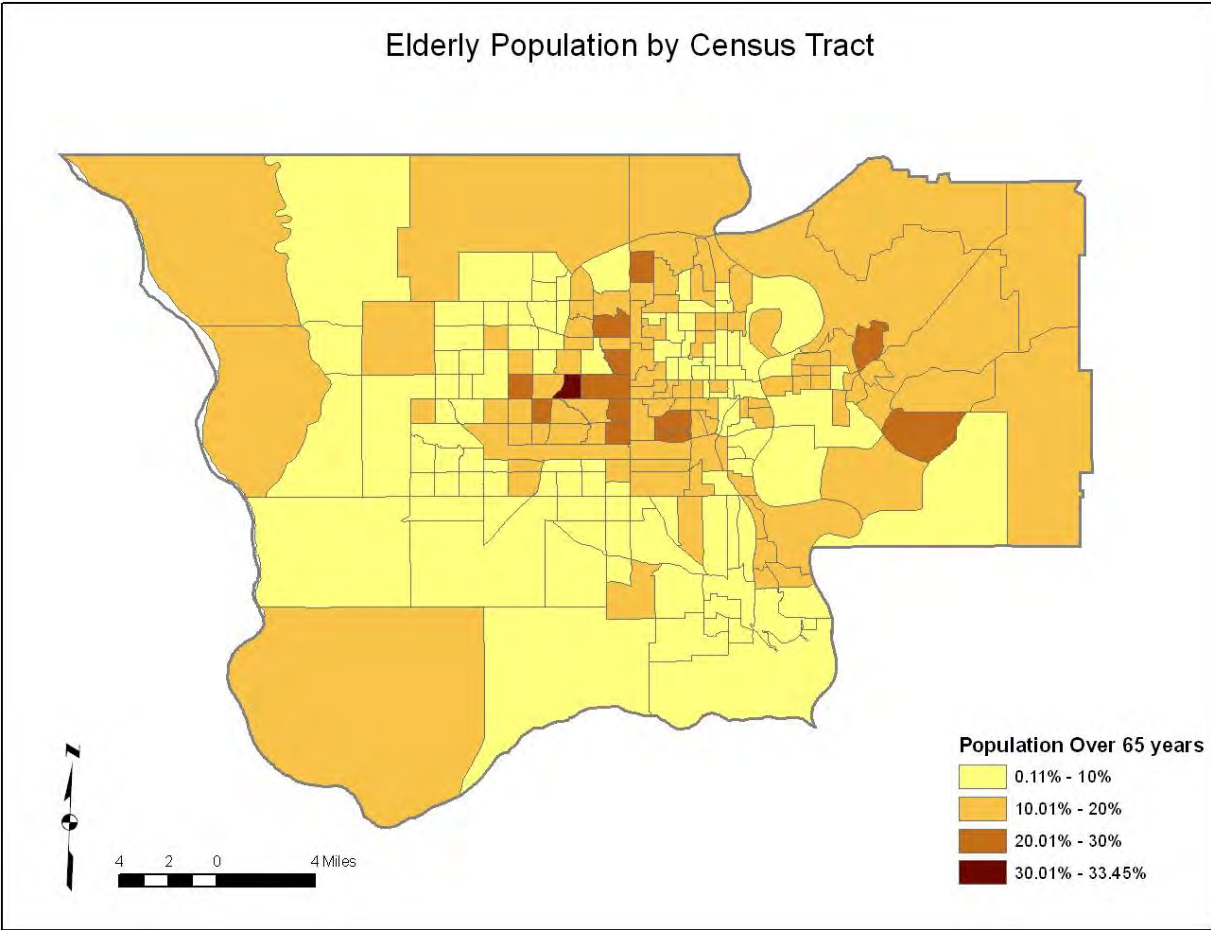 Elderly Population by Census Tract
Population Over 65 years
0.11% - 10%
10.01% - 20%
20.01% - 30%
30.01% - 33.45%
N
4 2 0 4 Miles